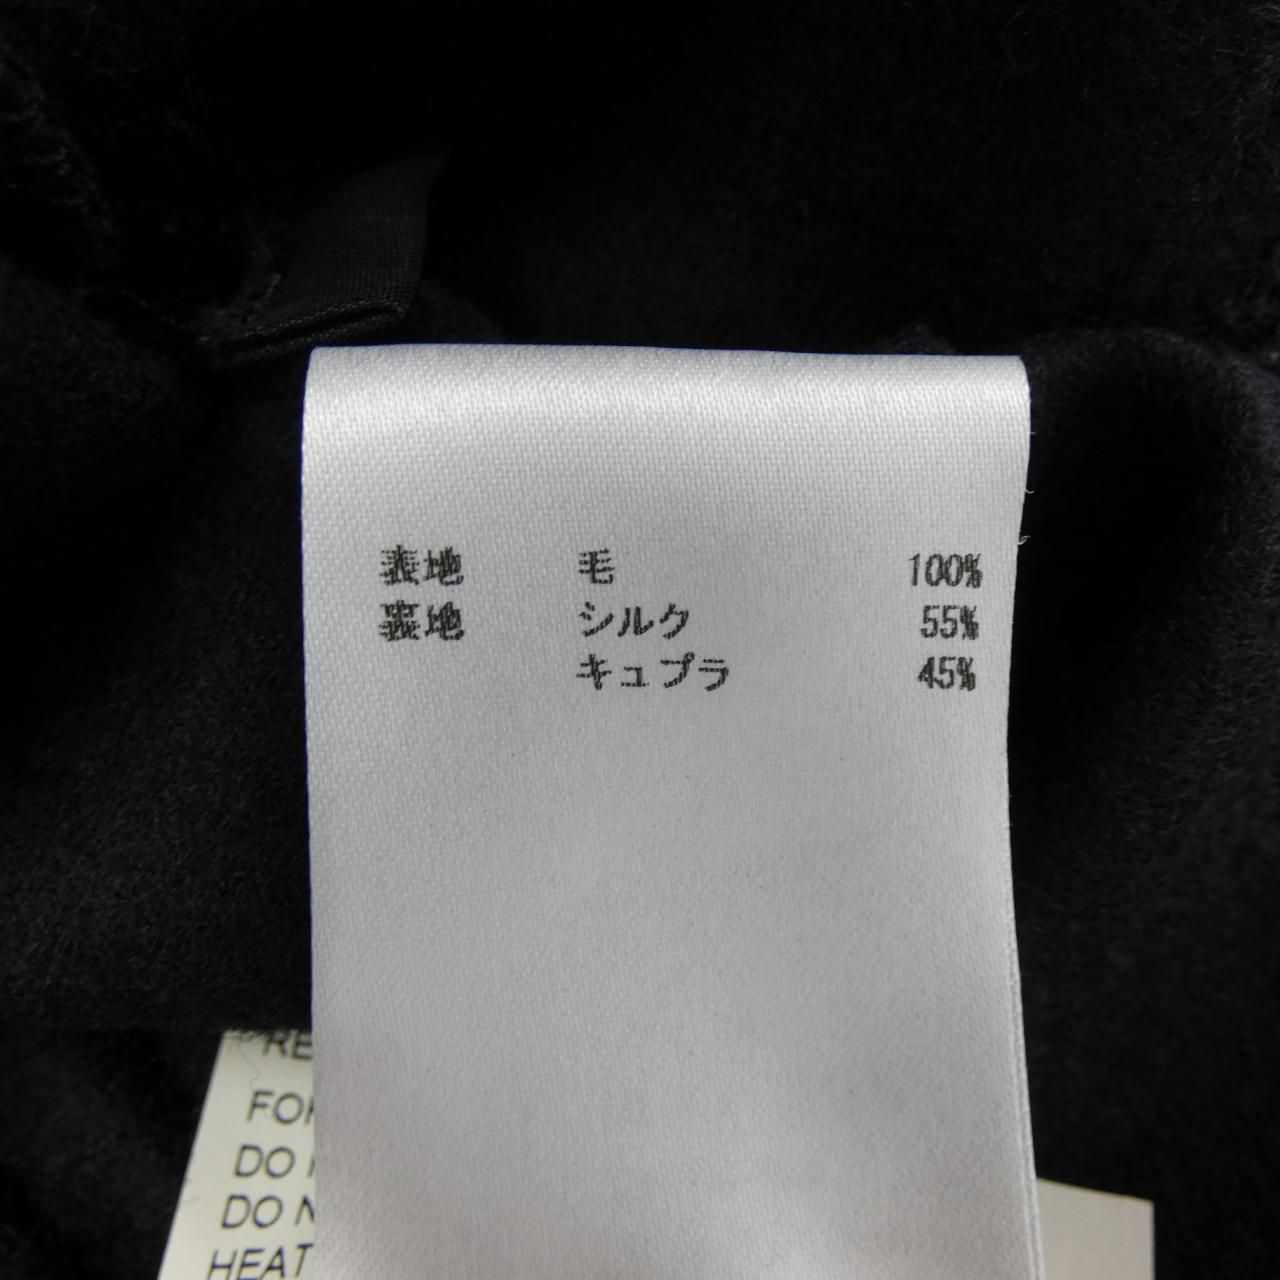 表地 毛 100%
裏地 シルク 55%
キュプラ 45%
DO
DO
HEAT